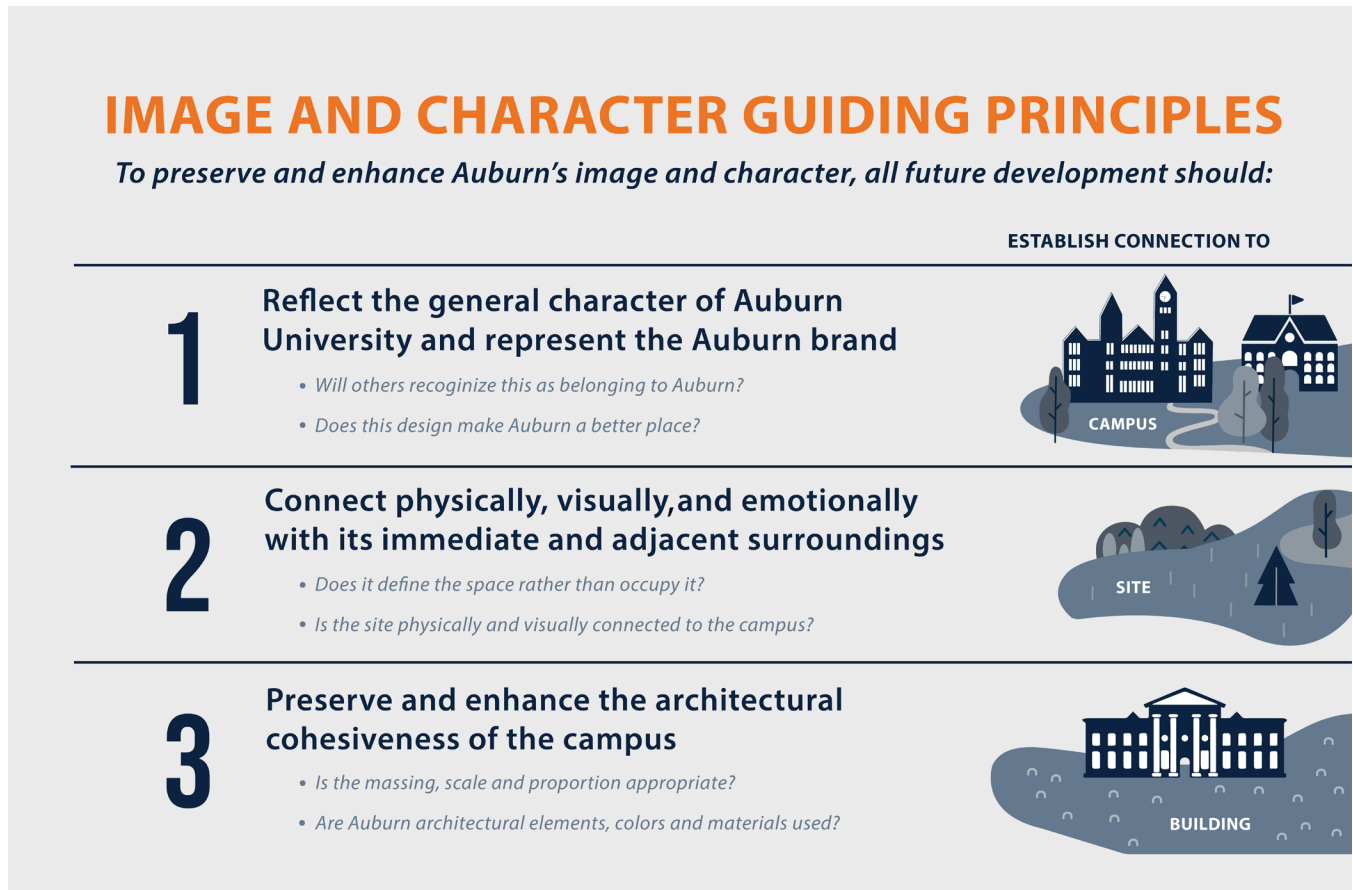 IMAGE AND CHARACTER GUIDING PRINCIPLES
To preserve and enhance Auburn's image and character, all future development should:
ESTABLISH CONNECTION TO
1
Reflect the general character of Auburn
University and represent the Auburn brand
• Will others recoginize this as belonging to Auburn?
• Does this design make Auburn a better place?
CAMPUS
2
Connect physically, visually,and emotionally
with its immediate and adjacent surroundings
• Does it define the space rather than occupy it?
• Is the site physically and visually connected to the campus?
SITE
3
Preserve and enhance the architectural
cohesiveness of the campus
• Is the massing, scale and proportion appropriate?
• Are Auburn architectural elements, colors and materials used?
BUILDING